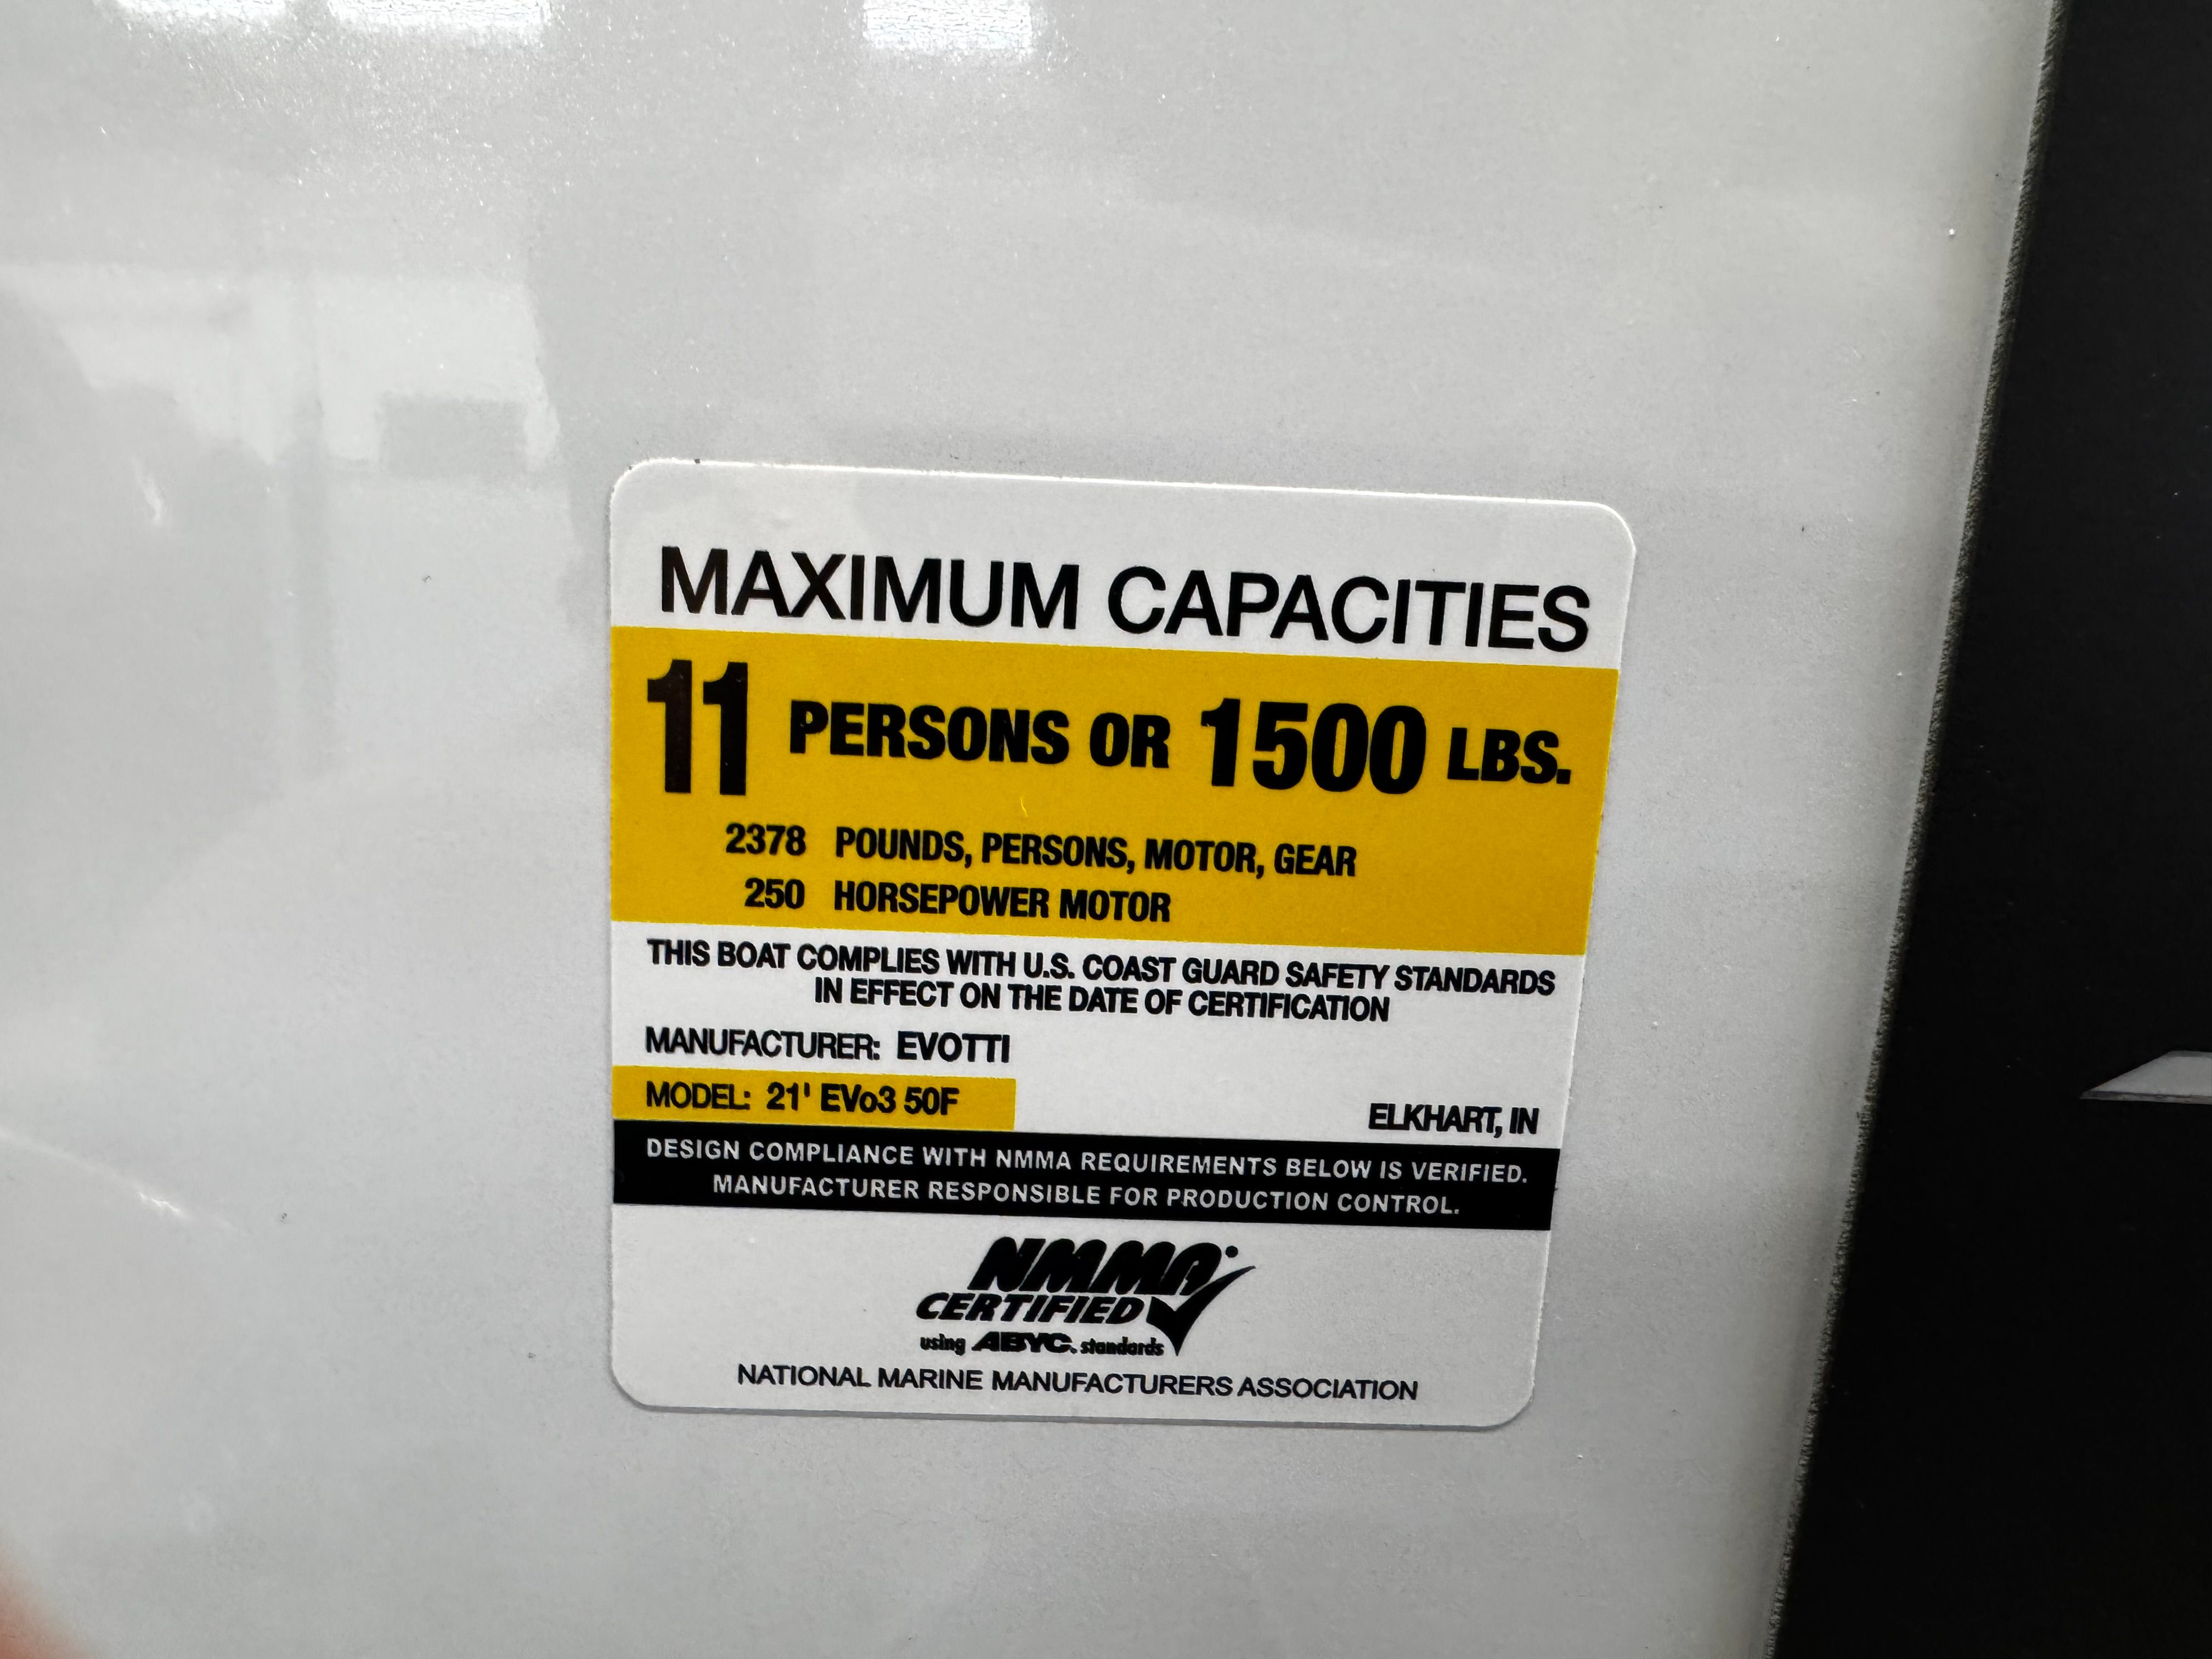 MAXIMUM CAPACITIES
11 PERSONS OR 1500 LBS.
2378 POUNDS, PERSONS, MOTOR, GEAR
250 HORSEPOWER MOTOR
THIS BOAT COMPLIES WITH U.S. COAST GUARD SAFETY STANDARDS
IN EFFECT ON THE DATE OF CERTIFICATION
MANUFACTURER: EVOTTI
MODEL: 21' EVo3 50F
ELKHART, IN
DESIGN COMPLIANCE WITH NMMA REQUIREMENTS BELOW IS VERIFIED.
MANUFACTURER RESPONSIBLE FOR PRODUCTION CONTROL.
NMMA
CERTIFIED
using ABYC. standards
NATIONAL MARINE MANUFACTURERS ASSOCIATION